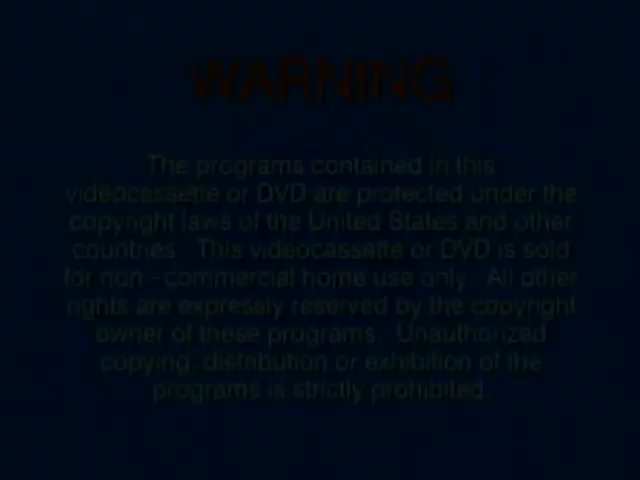 WARNING
The programs contained in this
videocassette or DVD are protected under the
copyright laws of the United States and other
countries. This videocassette or DVD is sold
for non-commercial home use only. All other
rights are expressly reserved by the copyright
owner of these programs. Unauthorized
copying, distribution or exhibition of the
programs is strictly prohibited.